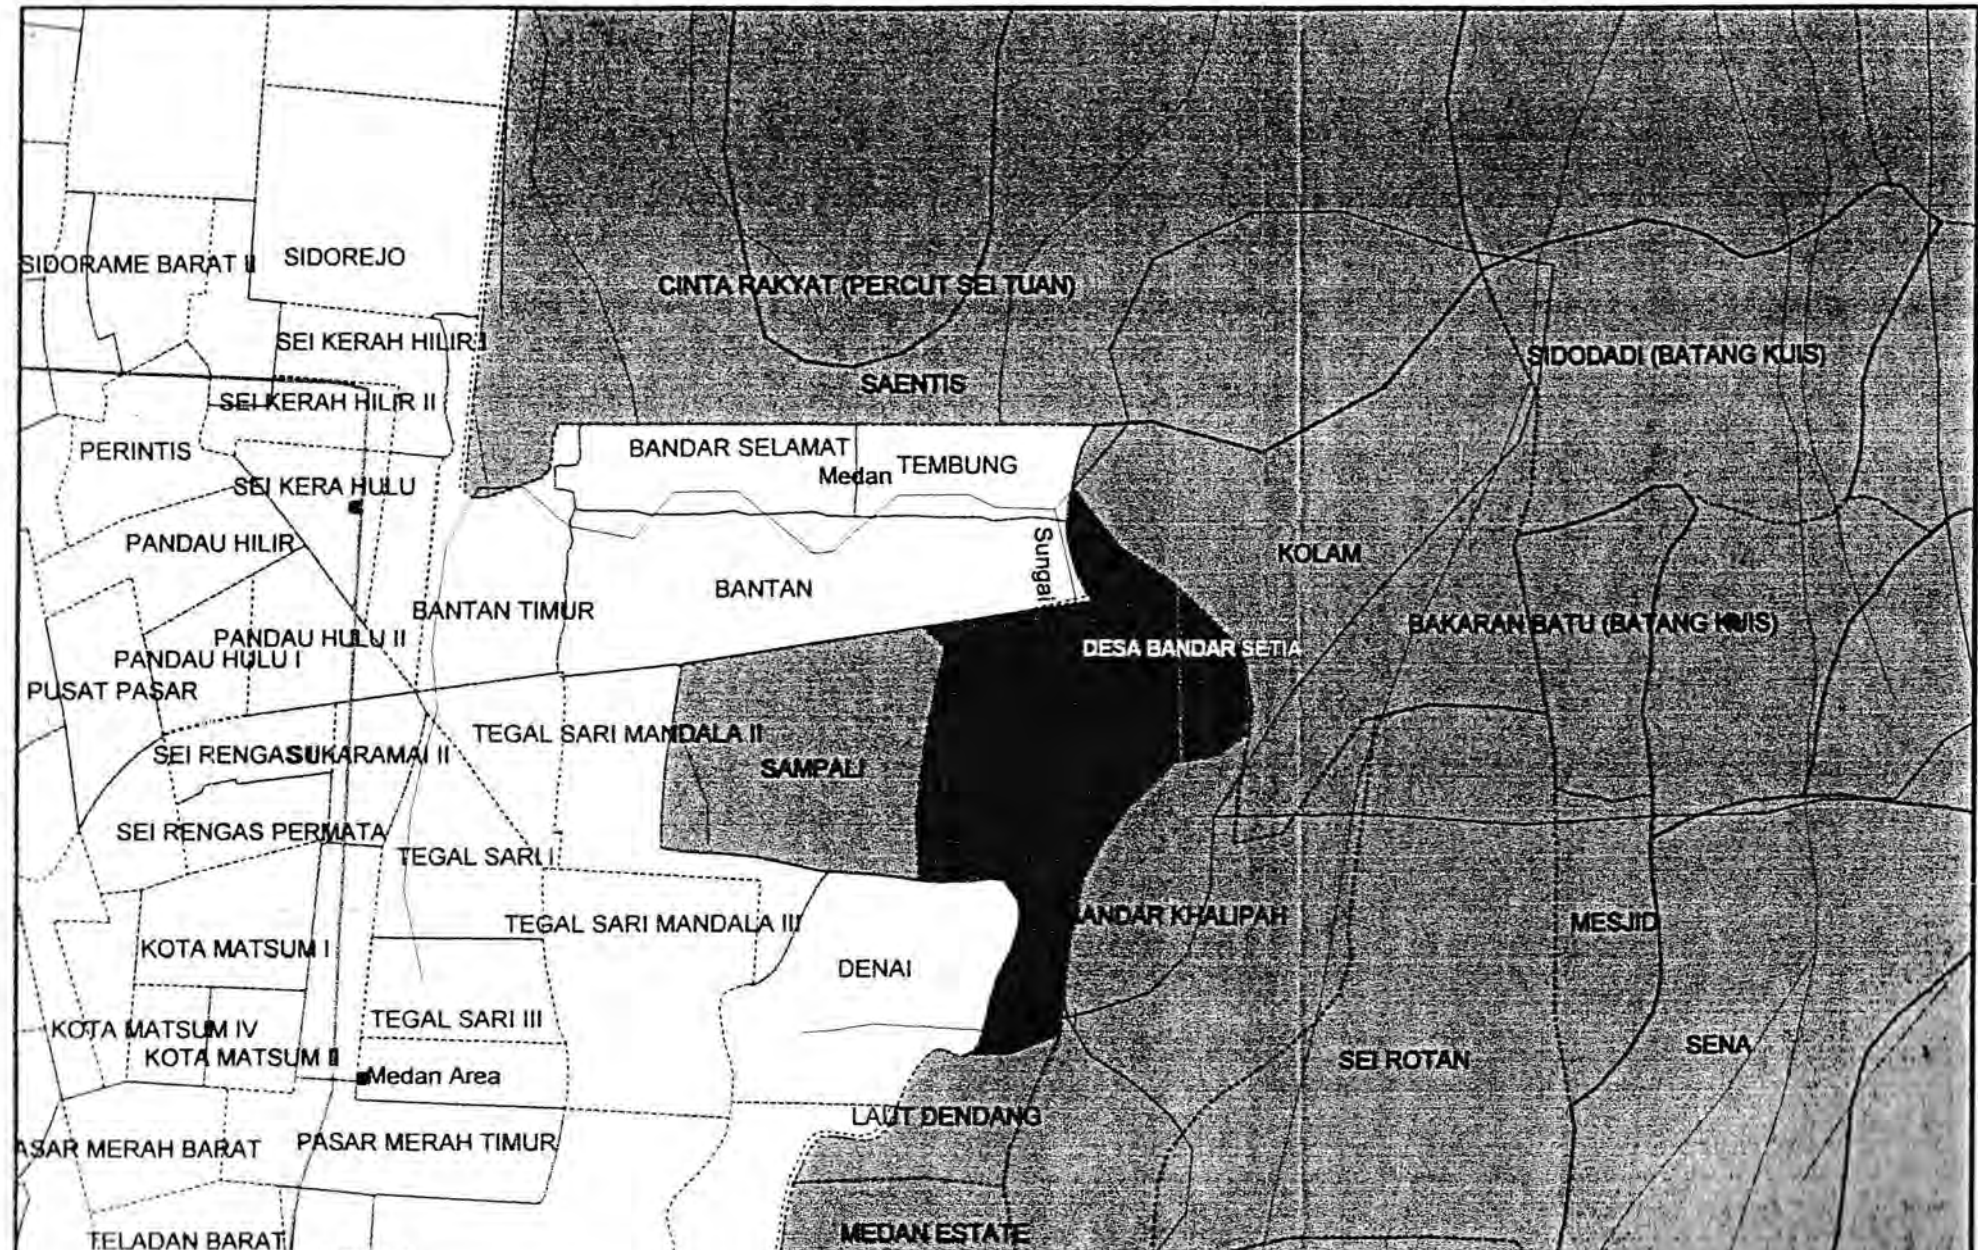 SIDORAME BARAT II
SIDOREJO
CINTA RAKYAT (PERCUT SEI TUAN)
SEI KERAH HILIR I
SIDODADI (BATANG KUIS)
SAENTIS
SEI KERAH HILIR II
PERINTIS
BANDAR SELAMAT
TEMBUNG
Medan
SEI KERA HULU
PANDAU HILIR
KOLAM
Sungai
BANTAN
BANTAN TIMUR
BAKARAN BATU (BATANG KUIS)
PANDAU HULU II
DESA BANDAR SETIA
PANDAU HULU I
PUSAT PASAR
TEGAL SARI MANDALA II
SEI RENGAS
SUKARAMAI II
SAMPALI
SEI RENGAS PERMATA
TEGAL SARI I
BANDAR KHALIPAH
TEGAL SARI MANDALA III
MESJID
KOTA MATSUM I
DENAI
TEGAL SARI III
KOTA MATSUM IV
SENA
KOTA MATSUM II
SEI ROTAN
Medan Area
LAUT DENDANG
ASAR MERAH BARAT
PASAR MERAH TIMUR
MEDAN ESTATE
TELADAN BARAT